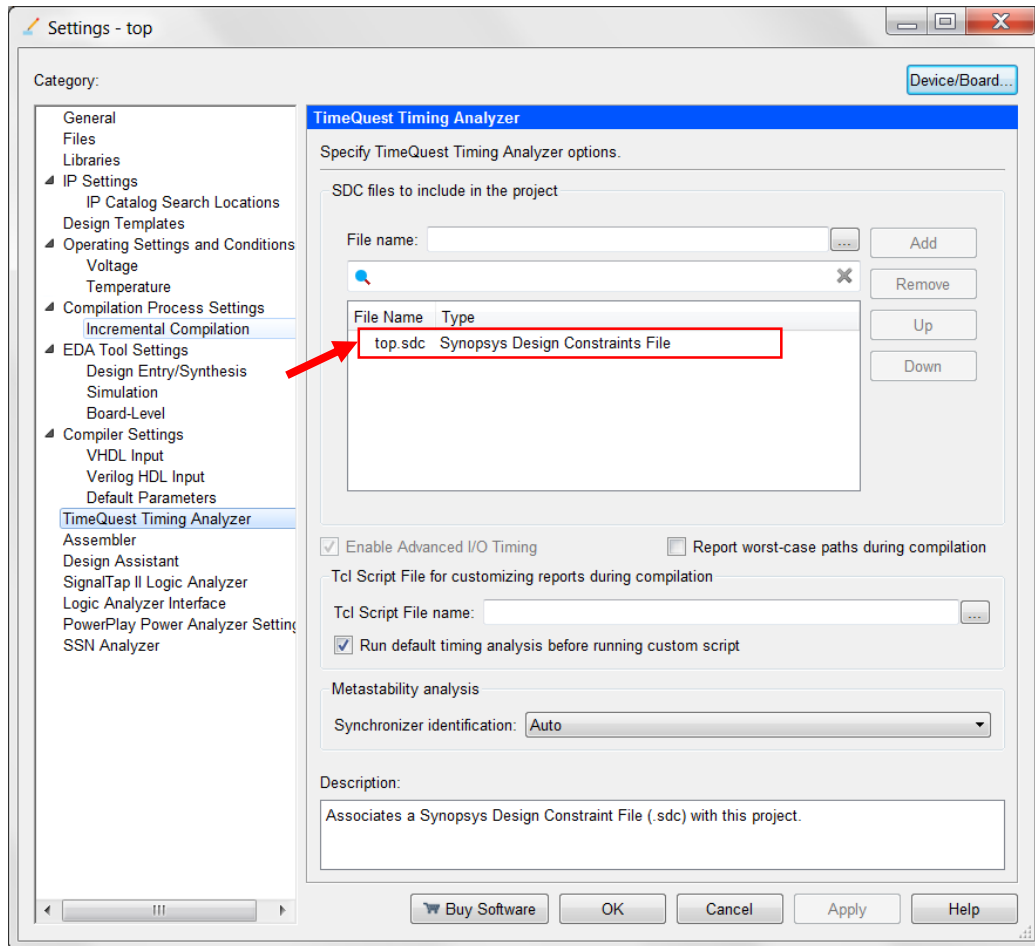 Settings - top
Category:
Device/Board...
General
Files
Libraries
IP Settings
IP Catalog Search Locations
Design Templates
Operating Settings and Conditions
Voltage
Temperature
Compilation Process Settings
Incremental Compilation
EDA Tool Settings
Design Entry/Synthesis
Simulation
Board-Level
Compiler Settings
VHDL Input
Verilog HDL Input
Default Parameters
TimeQuest Timing Analyzer
Assembler
Design Assistant
SignalTap II Logic Analyzer
Logic Analyzer Interface
PowerPlay Power Analyzer Setting
SSN Analyzer
TimeQuest Timing Analyzer
Specify TimeQuest Timing Analyzer options.
SDC files to include in the project
File name:
...
Add
Remove
Up
Down
File Name Type
top.sdc Synopsys Design Constraints File
Enable Advanced I/O Timing
Report worst-case paths during compilation
Tcl Script File for customizing reports during compilation
Tcl Script File name:
...
Run default timing analysis before running custom script
Metastability analysis
Synchronizer identification: Auto
Description:
Associates a Synopsys Design Constraint File (.sdc) with this project.
Buy Software
OK
Cancel
Apply
Help